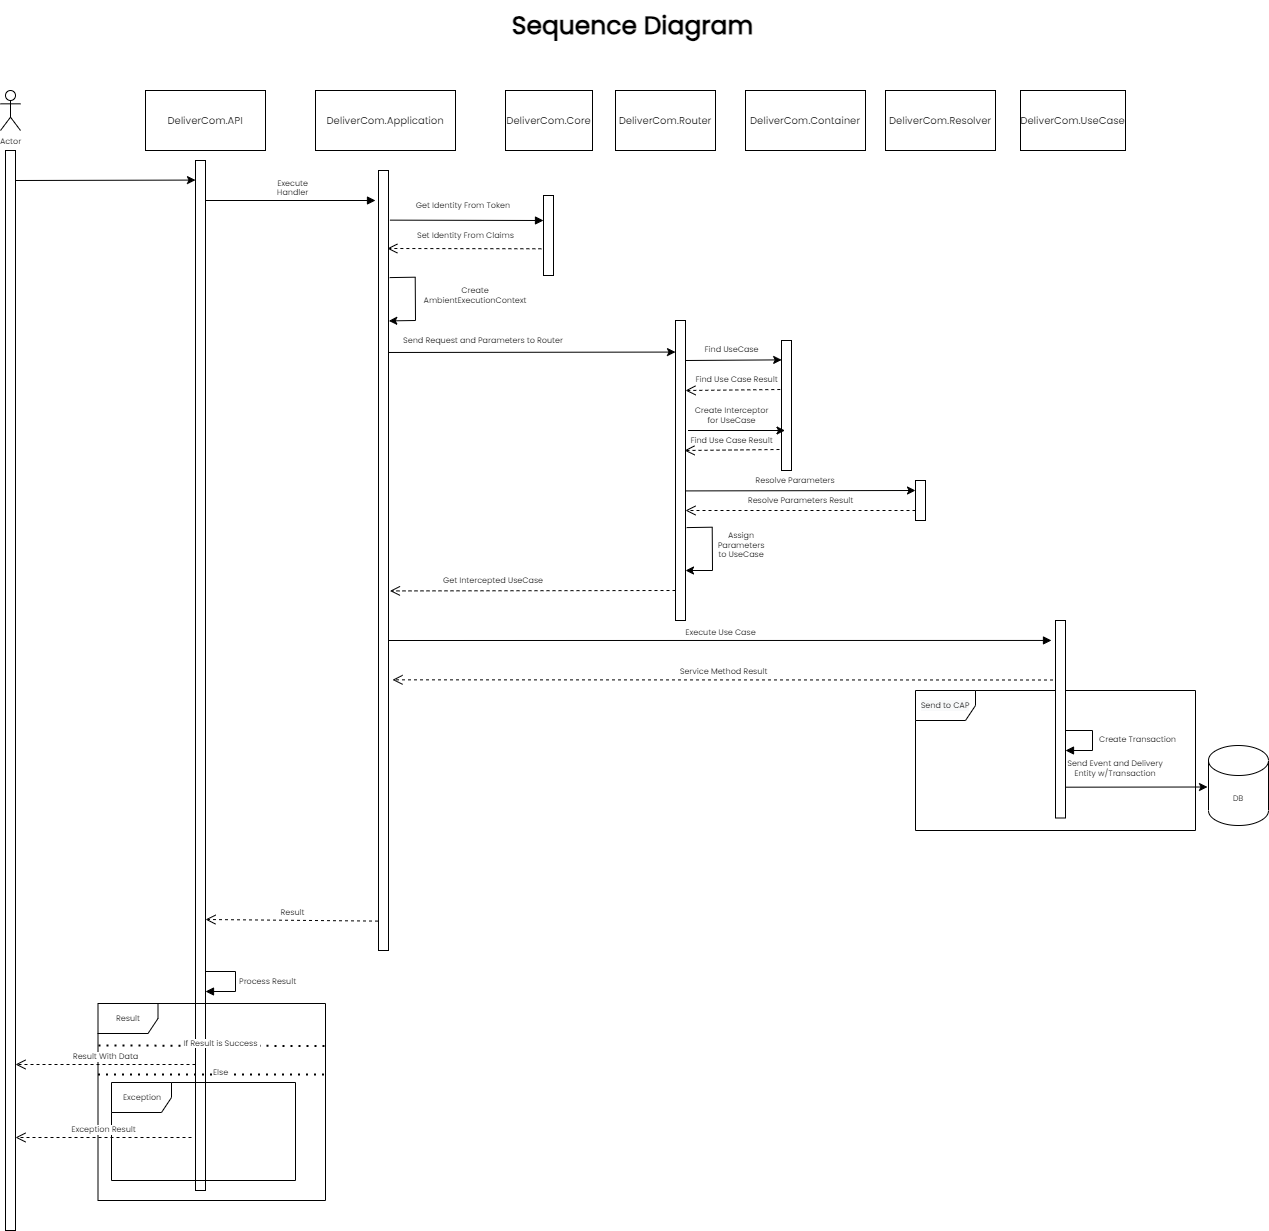 Sequence Diagram
Actor
DeliverCom.API
DeliverCom.Application
DeliverCom.Core
DeliverCom.Router
DeliverCom.Container
DeliverCom.Resolver
DeliverCom.UseCase
Execute
Handler
Get Identity From Token
Set Identity From Claims
Create
AmbientExecutionContext
Send Request and Parameters to Router
Find UseCase
Find Use Case Result
Create Interceptor
for UseCase
Find Use Case Result
Resolve Parameters
Resolve Parameters Result
Assign
Parameters
to UseCase
Get Intercepted UseCase
Execute Use Case
Service Method Result
Send to CAP
Create Transaction
Send Event and Delivery
Entity w/Transaction
DB
Result
Process Result
Result
If Result is Success
Result With Data
Else
Exception
Exception Result